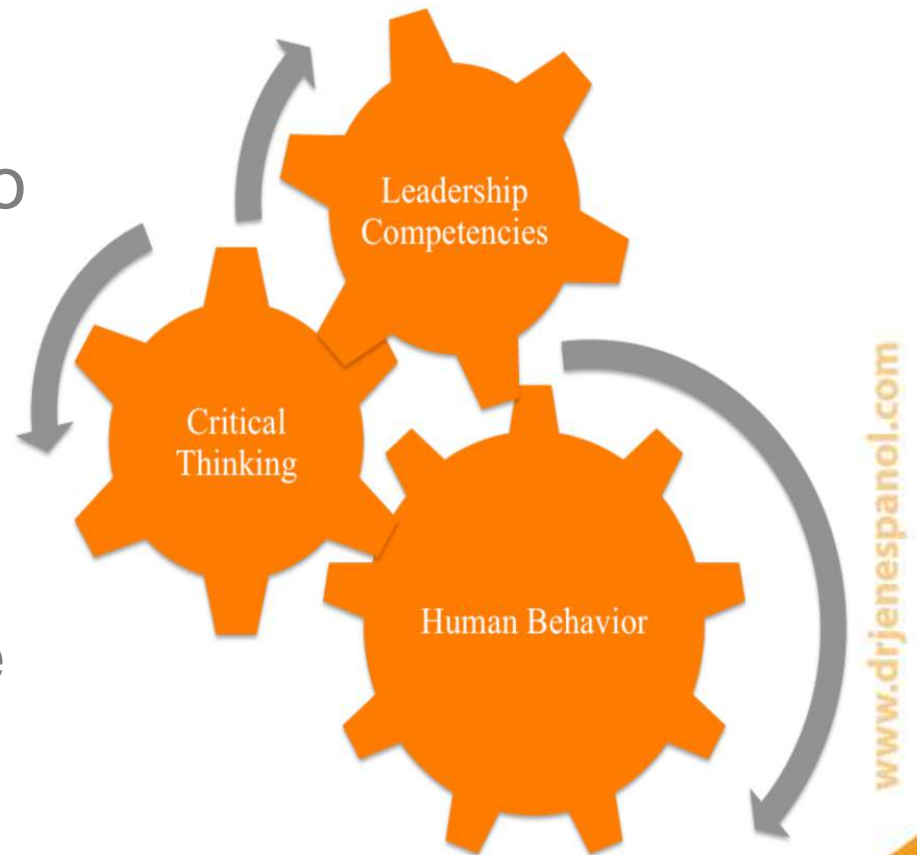 Leadership
Competencies
Critical
Thinking
Human Behavior
www.drjenespanol.com